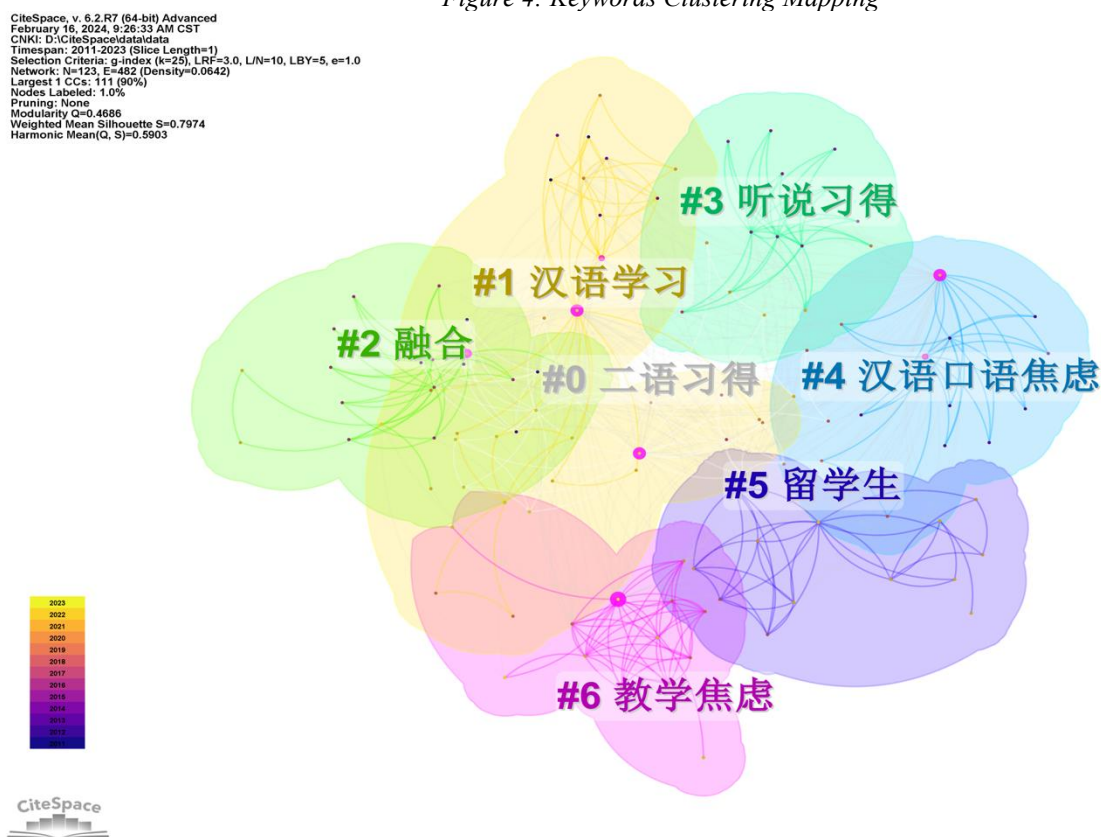 Figure 4: Keywords Clustering Mapping
CiteSpace, v. 6.2.R7 (64-bit) Advanced
February 16, 2024, 9:26:33 AM CST
CNKI: D:\CiteSpace\data\data
Timespan: 2011-2023 (Slice Length=1)
Selection Criteria: g-index (k=25), LRF=3.0, L/N=10, LBY=5, e=1.0
Network: N=123, E=482 (Density=0.0642)
Largest 1 CCs: 111 (90%)
Nodes Labeled: 1.0%
Pruning: None
Modularity Q=0.4686
Weighted Mean Silhouette S=0.7974
Harmonic Mean(Q, S)=0.5903
#3 听说习得
#1 汉语学习
#2 融合
#0 二语习得
#4 汉语口语焦虑
#5 留学生
#6 教学焦虑
2023
2022
2021
2020
2019
2018
2017
2016
2015
2014
2013
2012
2011
CiteSpace